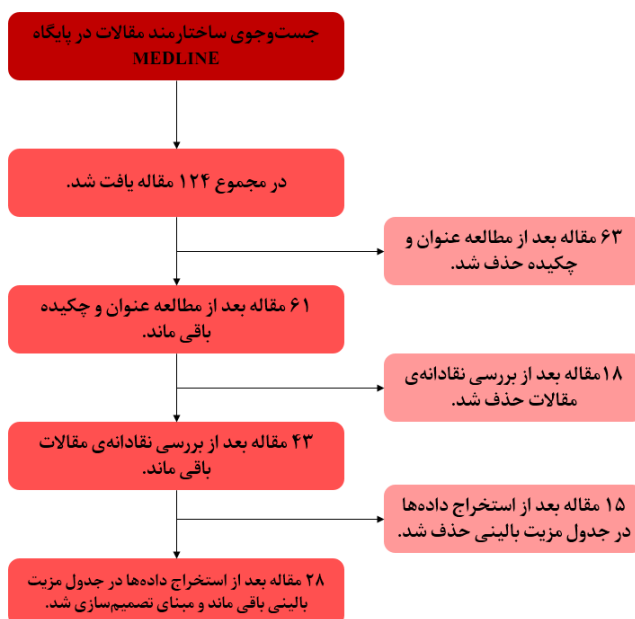 جست‌وجوی ساختارمند مقالات در پایگاه
MEDLINE
در مجموع ۱۲۴ مقاله یافت شد.
۶۳ مقاله بعد از مطالعه عنوان و
چکیده حذف شد.
۶۱ مقاله بعد از مطالعه عنوان و چکیده
باقی ماند.
۱۸مقاله بعد از بررسی نقادانه‌ی
مقالات حذف شد.
۴۳ مقاله بعد از بررسی نقادانه‌ی مقالات
باقی ماند.
۱۵ مقاله بعد از استخراج داده‌ها
در جدول مزیت بالینی حذف شد.
۲۸ مقاله بعد از استخراج داده‌ها در جدول مزیت
بالینی باقی ماند و مبنای تصمیم‌سازی شد.